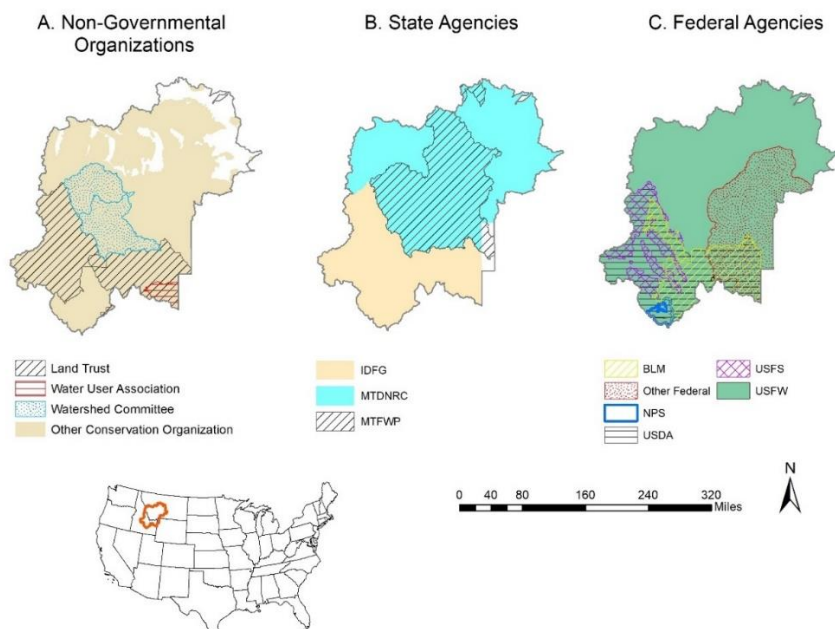 A. Non-Governmental
Organizations
B. State Agencies
C. Federal Agencies
Land Trust
Water User Association
Watershed Committee
Other Conservation Organization
IDFG
MTDNRC
MTFWP
BLM
Other Federal
NPS
USDA
USFS
USFW
0 20 40 80 160 240 320
Miles
N